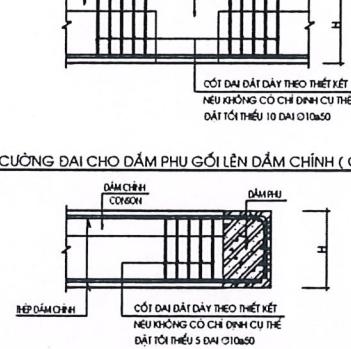 H
CỐT ĐAI ĐẶT DÀY THEO THIẾT KẾT
NẾU KHÔNG CÓ CHỈ ĐỊNH CỤ THỂ
ĐẶT TỐI THIỂU 10 ĐAI Ø10a50
CƯỜNG ĐAI CHO DẦM PHỤ GỐI LÊN DẦM CHÍNH (
DẦM CHÍNH
CONSON
DẦM PHỤ
H
THÉP DẦM CHÍNH
CỐT ĐAI ĐẶT DÀY THEO THIẾT KẾT
NẾU KHÔNG CÓ CHỈ ĐỊNH CỤ THỂ
ĐẶT TỐI THIỂU 5 ĐAI Ø10a50